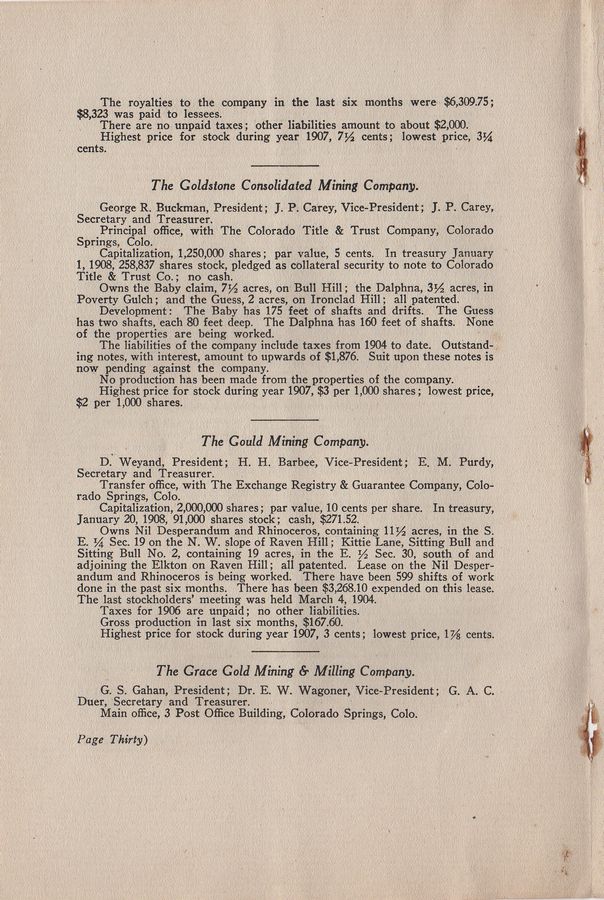 The royalties to the company in the last six months were $6,309.75;
$8,323 was paid to lessees.
There are no unpaid taxes; other liabilities amount to about $2,000.
Highest price for stock during year 1907, 7½ cents; lowest price, 3¼
cents.
The Goldstone Consolidated Mining Company.
George R. Buckman, President; J. P. Carey, Vice-President; J. P. Carey,
Secretary and Treasurer.
Principal office, with The Colorado Title & Trust Company, Colorado
Springs, Colo.
Capitalization, 1,250,000 shares; par value, 5 cents. In treasury January
1, 1908, 258,837 shares stock, pledged as collateral security to note to Colorado
Title & Trust Co.; no cash.
Owns the Baby claim, 7½ acres, on Bull Hill; the Dalphna, 3½ acres, in
Poverty Gulch; and the Guess, 2 acres, on Ironclad Hill; all patented.
Development: The Baby has 175 feet of shafts and drifts. The Guess
has two shafts, each 80 feet deep. The Dalphna has 160 feet of shafts. None
of the properties are being worked.
The liabilities of the company include taxes from 1904 to date. Outstand-
ing notes, with interest, amount to upwards of $1,876. Suit upon these notes is
now pending against the company.
No production has been made from the properties of the company.
Highest price for stock during year 1907, $3 per 1,000 shares; lowest price,
$2 per 1,000 shares.
The Gould Mining Company.
D. Weyand, President; H. H. Barbee, Vice-President; E. M. Purdy,
Secretary and Treasurer.
Transfer office, with The Exchange Registry & Guarantee Company, Colo-
rado Springs, Colo.
Capitalization, 2,000,000 shares; par value, 10 cents per share. In treasury,
January 20, 1908, 91,000 shares stock; cash, $271.52.
Owns Nil Desperandum and Rhinoceros, containing 11½ acres, in the S.
E. ¼ Sec. 19 on the N. W. slope of Raven Hill; Kittie Lane, Sitting Bull and
Sitting Bull No. 2, containing 19 acres, in the E. ½ Sec. 30, south of and
adjoining the Elkton on Raven Hill; all patented. Lease on the Nil Desper-
andum and Rhinoceros is being worked. There have been 599 shifts of work
done in the past six months. There has been $3,268.10 expended on this lease.
The last stockholders' meeting was held March 4, 1904.
Taxes for 1906 are unpaid; no other liabilities.
Gross production in last six months, $167.60.
Highest price for stock during year 1907, 3 cents; lowest price, 1⅞ cents.
The Grace Gold Mining & Milling Company.
G. S. Gahan, President; Dr. E. W. Wagoner, Vice-President; G. A. C.
Duer, Secretary and Treasurer.
Main office, 3 Post Office Building, Colorado Springs, Colo.
Page Thirty)